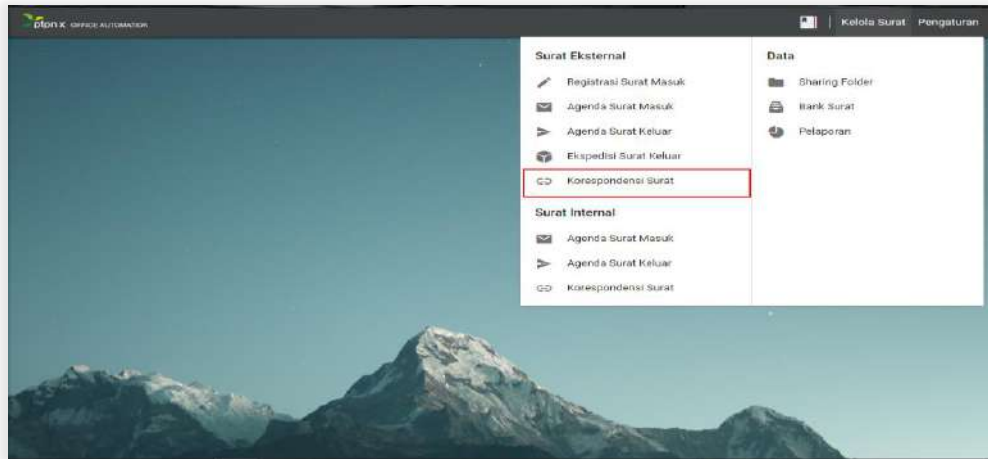 ptpn x OFFICE AUTOMATION
Kelola Surat Pengaturan
Surat Eksternal
Registrasi Surat Masuk
Agenda Surat Masuk
Agenda Surat Keluar
Ekspedisi Surat Keluar
Korespondensi Surat
Surat Internal
Agenda Surat Masuk
Agenda Surat Keluar
Korespondensi Surat
Data
Sharing Folder
Bank Surat
Pelaporan